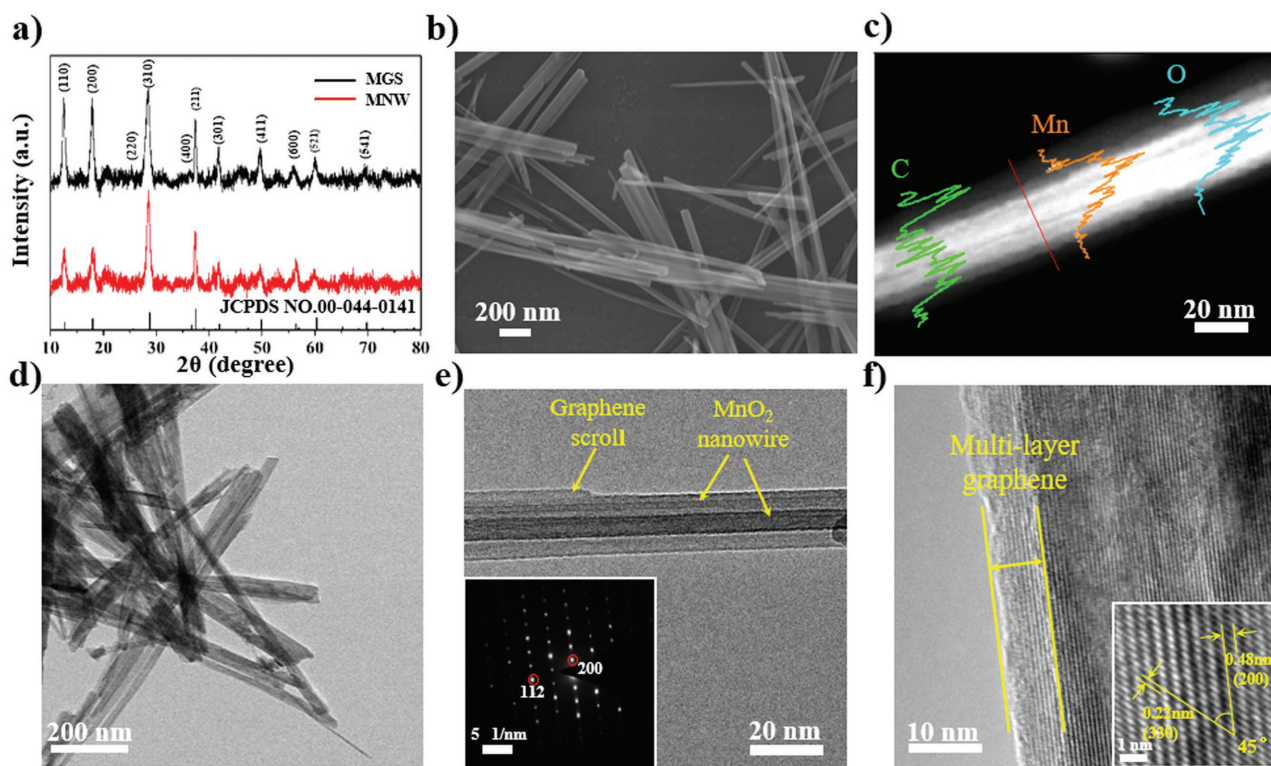 a)
Intensity (a.u.)
(110)
(200)
(220)
(310)
(400)
(211)
(301)
(411)
(600)
(521)
(541)
MGS
MNW
JCPDS NO.00-044-0141
10 20 30 40 50 60 70 80
2θ (degree)
b)
200 nm
c)
C
Mn
O
20 nm
d)
200 nm
e)
Graphene
scroll
MnO₂
nanowire
200
112
5 1/nm
20 nm
f)
Multi-layer
graphene
10 nm
0.48nm
(200)
0.22nm
(330)
45°
1 nm